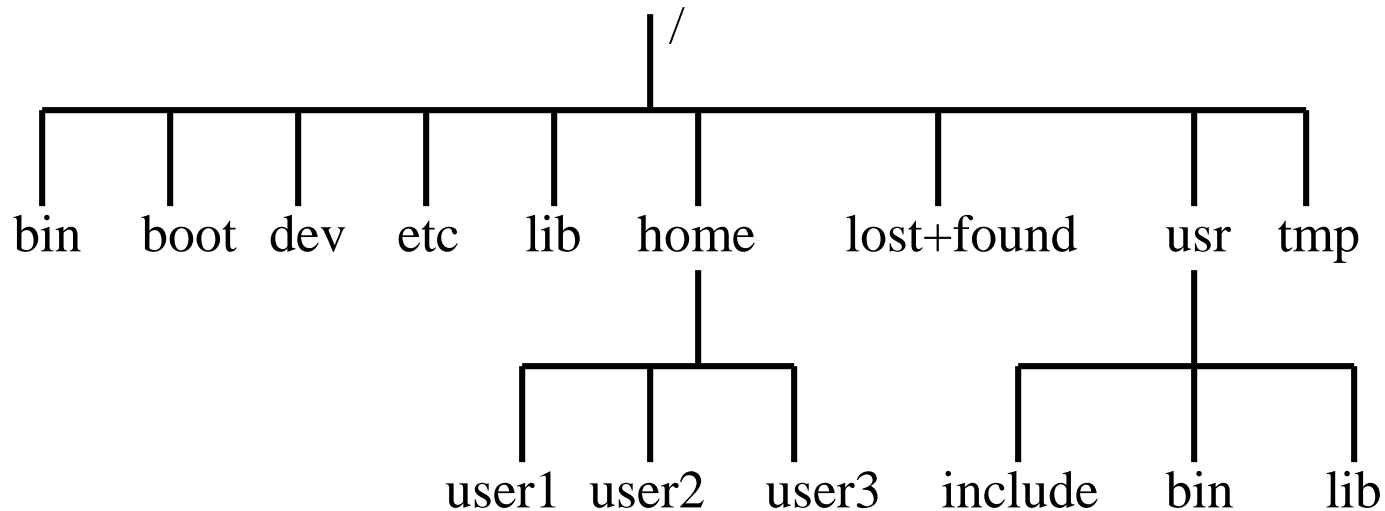 /
bin boot dev etc lib home lost+found usr tmp
user1 user2 user3 include bin lib